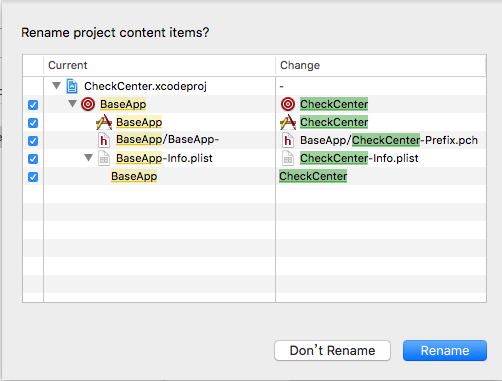 Rename project content items?
Current Change
CheckCenter.xcodeproj -
BaseApp CheckCenter
BaseApp CheckCenter
BaseApp/BaseApp- BaseApp/CheckCenter-Prefix.pch
BaseApp-Info.plist CheckCenter-Info.plist
BaseApp CheckCenter
Don't Rename Rename